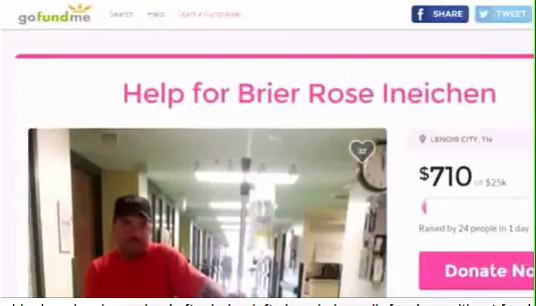 gofundme Search Help Start a Fundraiser SHARE TWEET
Help for Brier Rose Ineichen
LENOIR CITY, TN
$710 of $25k
Raised by 24 people in 1 day
Donate No